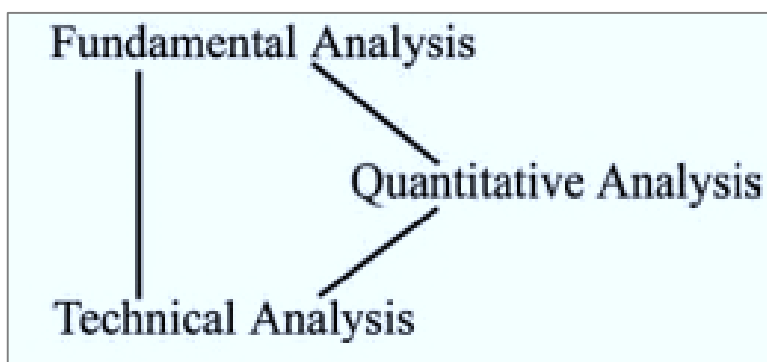 Fundamental Analysis
Quantitative Analysis
Technical Analysis